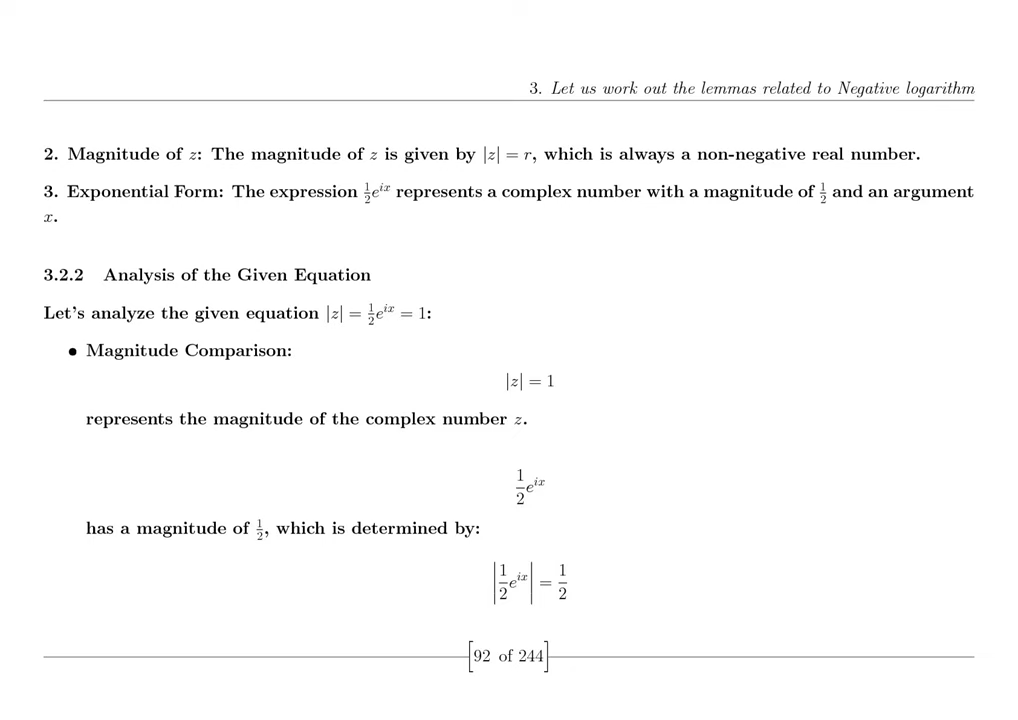 3. Let us work out the lemmas related to Negative logarithm
2. Magnitude of z: The magnitude of z is given by |z| = r, which is always a non-negative real number.
3. Exponential Form: The expression ½e^{ix} represents a complex number with a magnitude of ½ and an argument
x.
3.2.2 Analysis of the Given Equation
Let's analyze the given equation |z| = ½e^{ix} = 1:
• Magnitude Comparison:
|z| = 1
represents the magnitude of the complex number z.
½e^{ix}
has a magnitude of ½, which is determined by:
|½e^{ix}| = ½
[92 of 244]